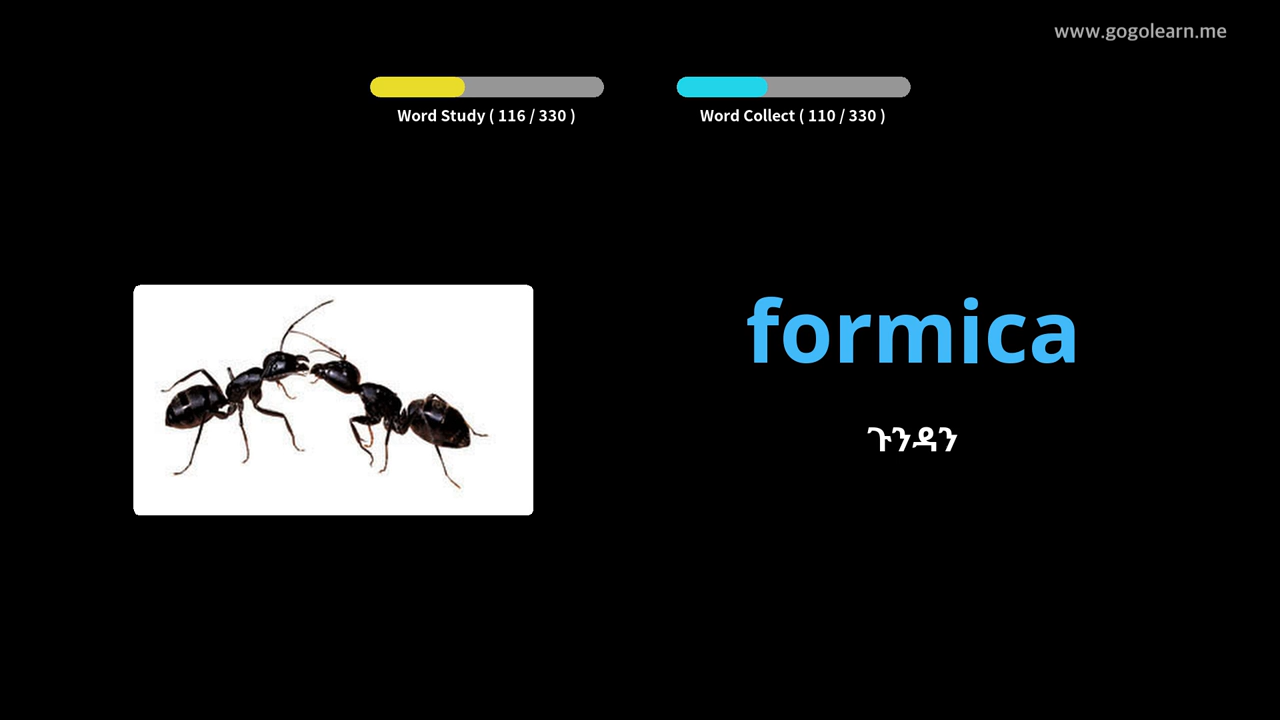 www.gogolearn.me
Word Study ( 116 / 330 )
Word Collect ( 110 / 330 )
formica
ጉንዳን